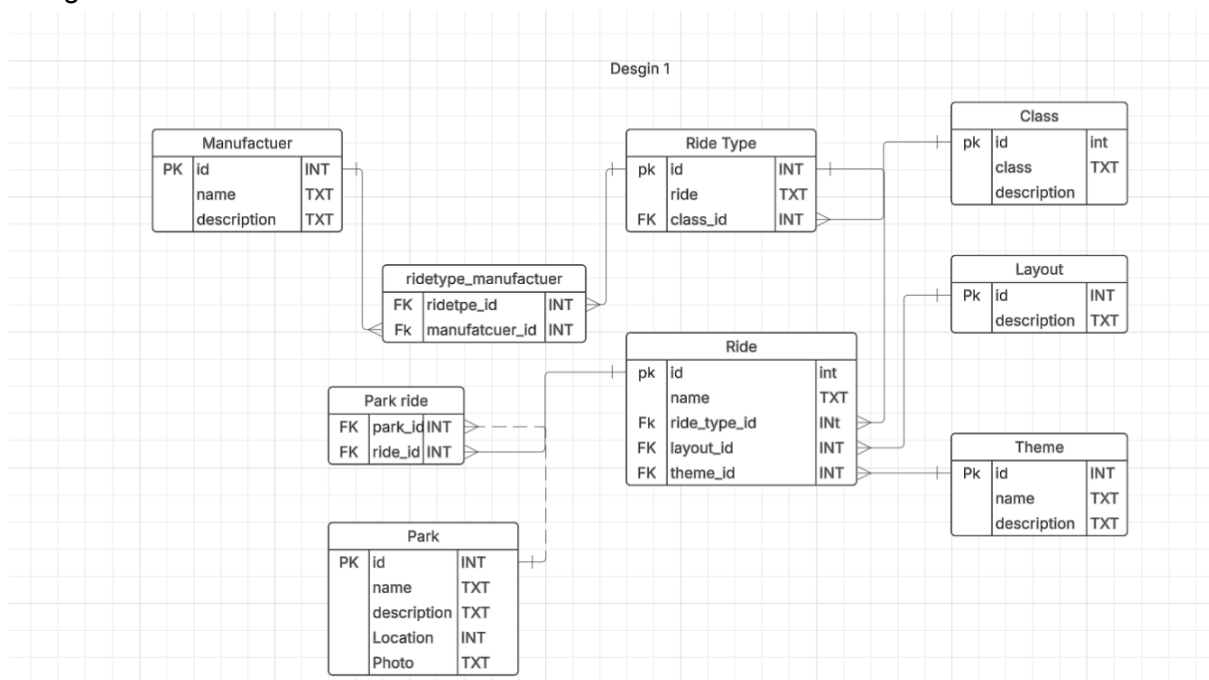 Desgin 1
Manufactuer
PK id INT
name TXT
description TXT
Ride Type
pk id INT
ride TXT
FK class_id INT
Class
pk id int
class TXT
description
ridetype_manufactuer
FK ridetpe_id INT
Fk manufatcuer_id INT
Layout
Pk id INT
description TXT
Ride
pk id int
name TXT
Fk ride_type_id INt
FK layout_id INT
FK theme_id INT
Park ride
FK park_id INT
FK ride_id INT
Theme
Pk id INT
name TXT
description TXT
Park
PK id INT
name TXT
description TXT
Location INT
Photo TXT